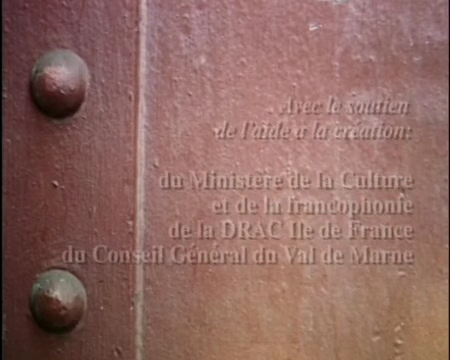 Avec le soutien
de l'aide a la création:
du Ministère de la Culture
et de la francophonie
de la DRAC Ile de France
du Conseil Général du Val de Marne